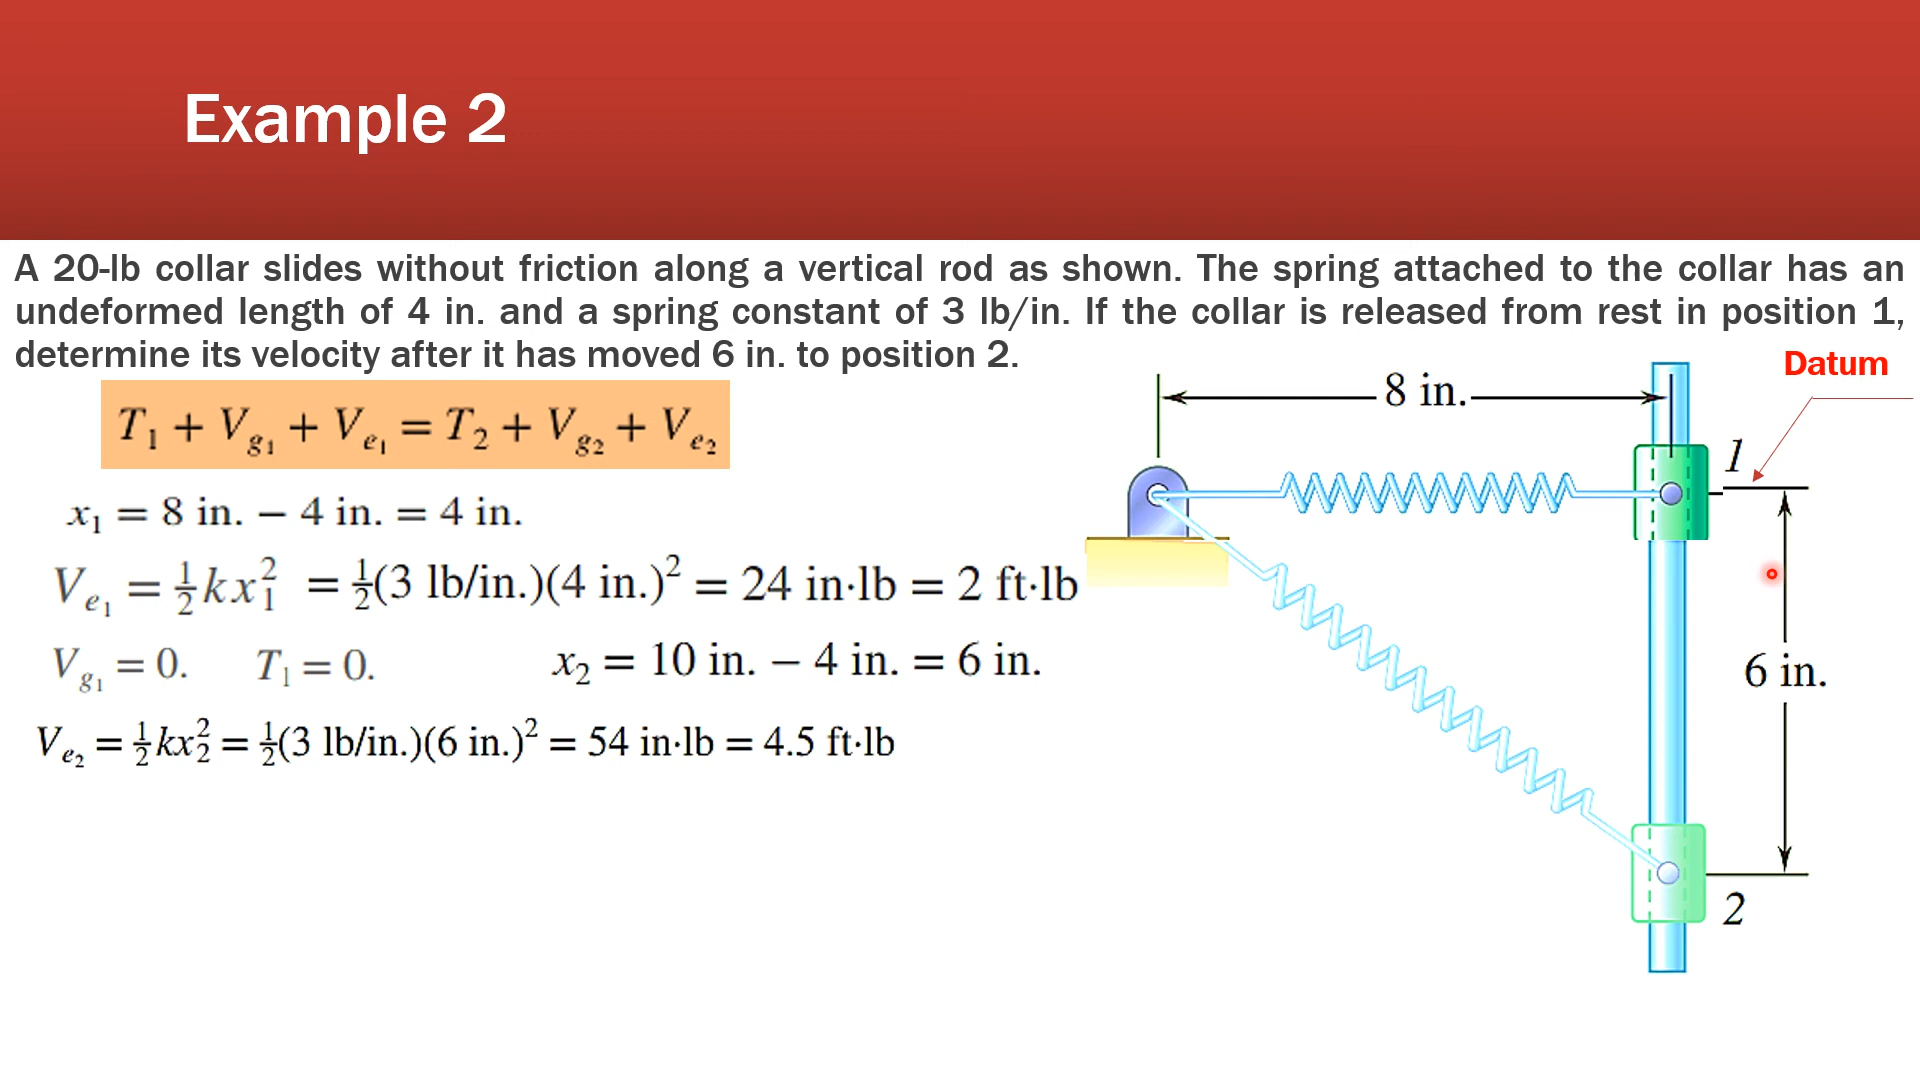 Example 2
A 20-lb collar slides without friction along a vertical rod as shown. The spring attached to the collar has an
undeformed length of 4 in. and a spring constant of 3 lb/in. If the collar is released from rest in position 1,
determine its velocity after it has moved 6 in. to position 2.
Datum
8 in.
T₁ + V_g₁ + V_e₁ = T₂ + V_g₂ + V_e₂
1
x₁ = 8 in. − 4 in. = 4 in.
V_e₁ = ½kx₁² = ½(3 lb/in.)(4 in.)² = 24 in·lb = 2 ft·lb
V_g₁ = 0. T₁ = 0. x₂ = 10 in. − 4 in. = 6 in.
6 in.
V_e₂ = ½kx₂² = ½(3 lb/in.)(6 in.)² = 54 in·lb = 4.5 ft·lb
2